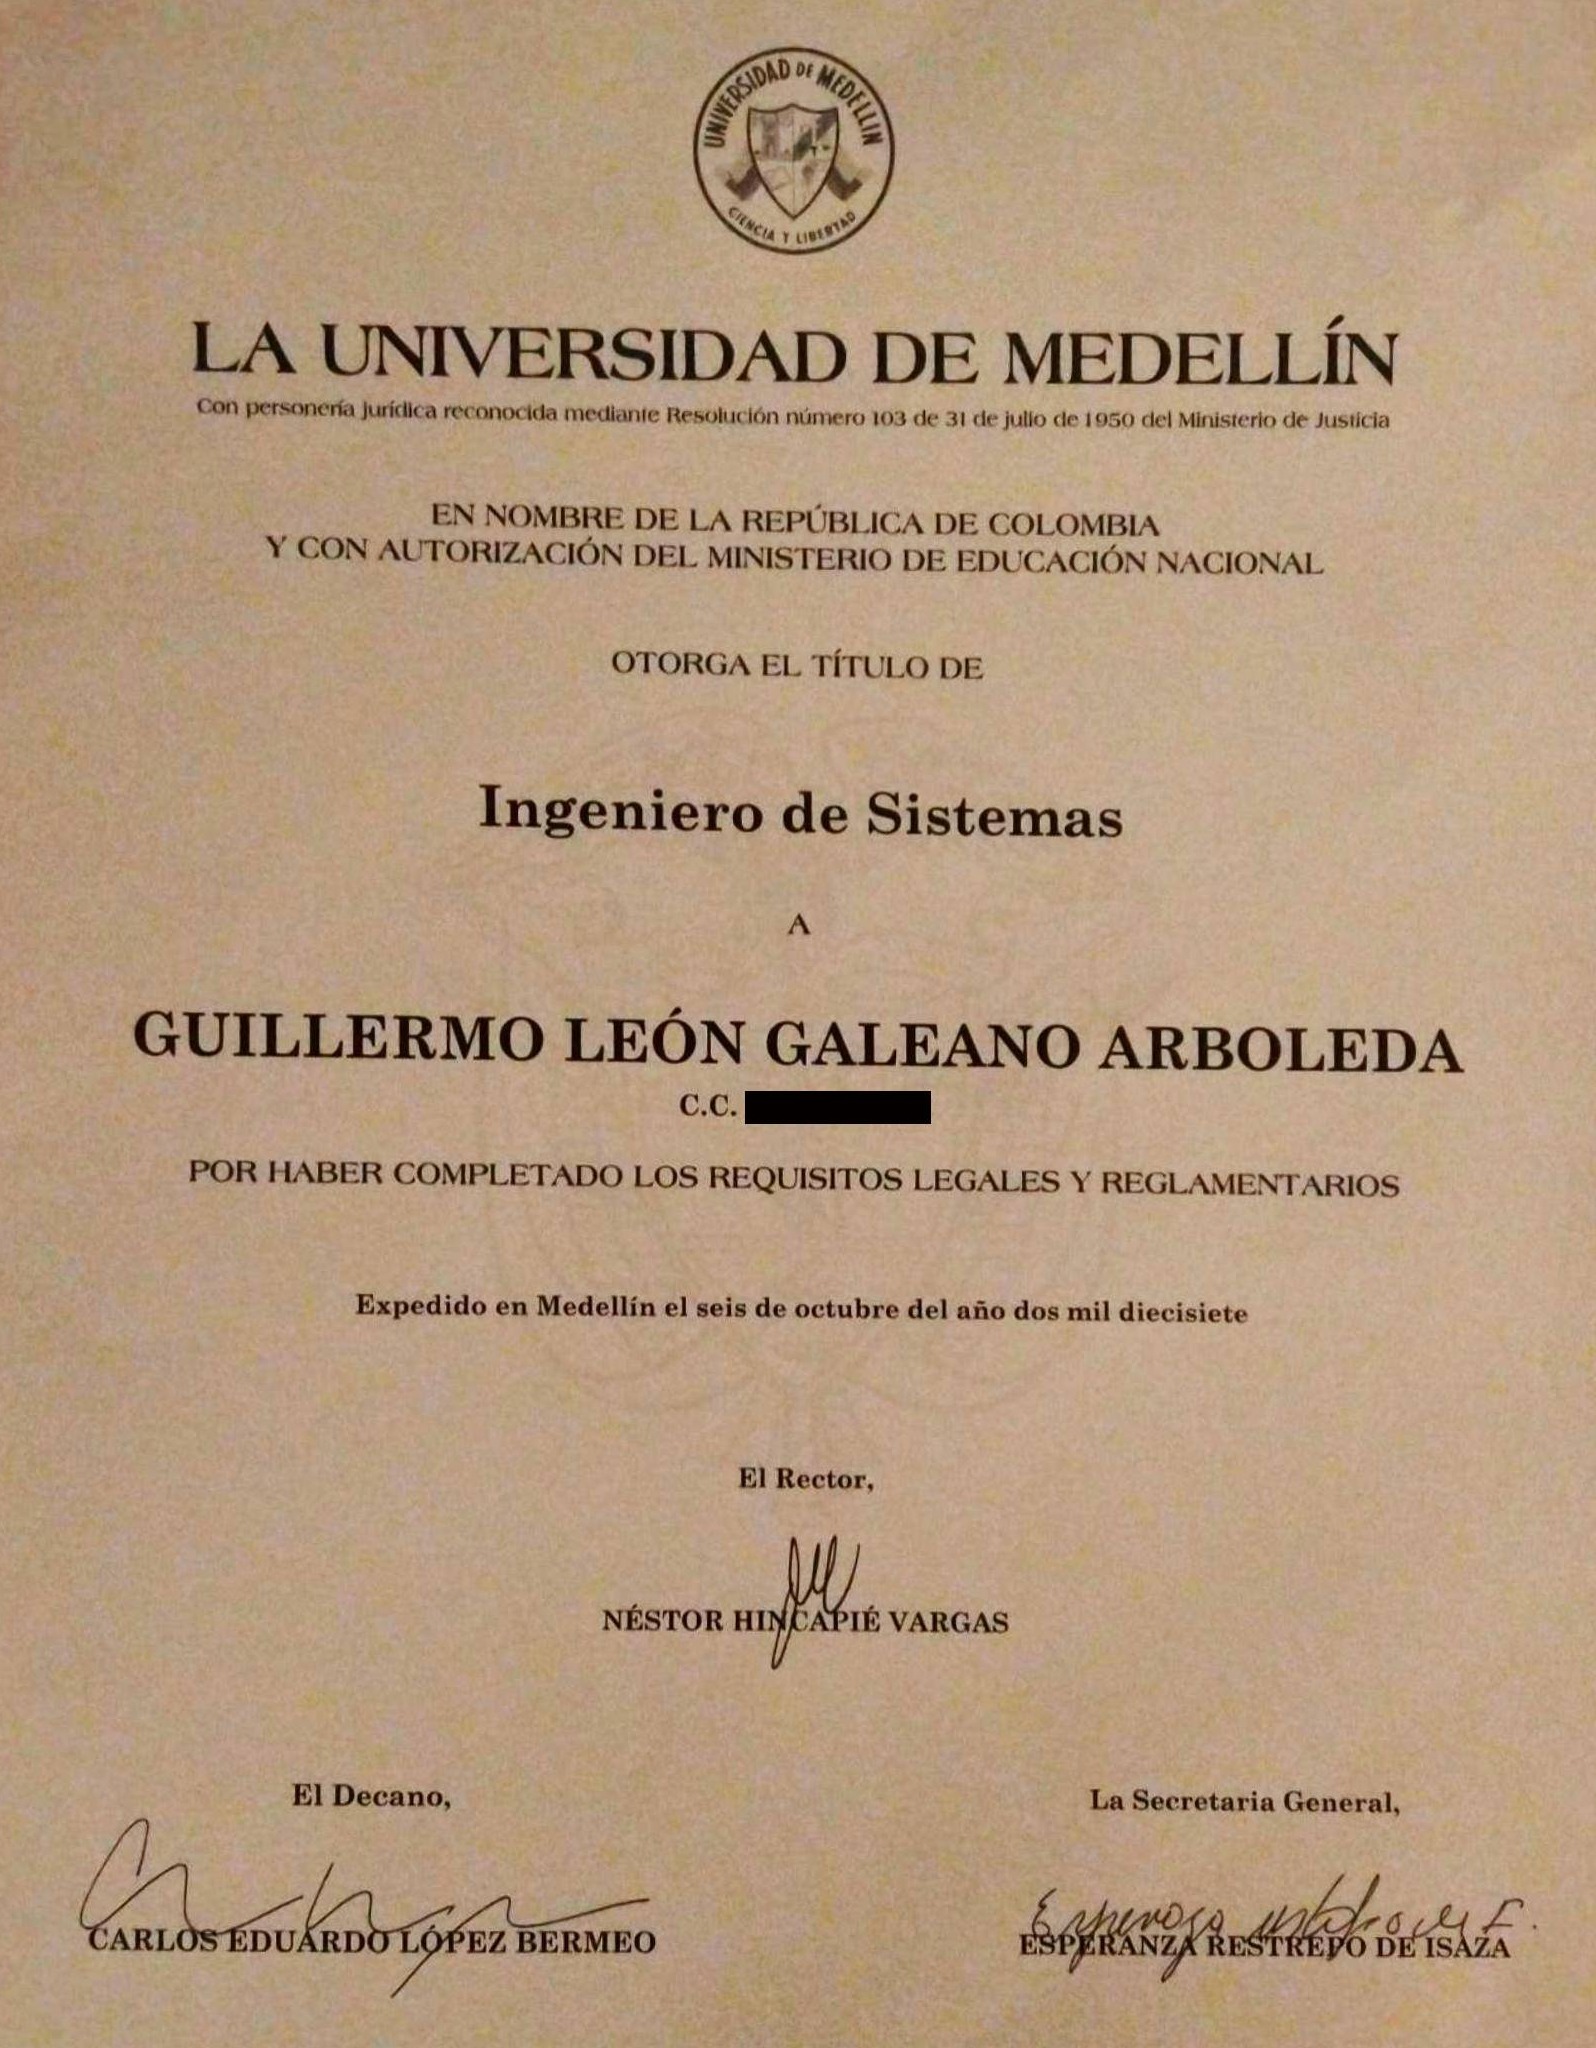 UNIVERSIDAD DE MEDELLIN
CIENCIA Y LIBERTAD
LA UNIVERSIDAD DE MEDELLÍN
Con personería jurídica reconocida mediante Resolución número 103 de 31 de julio de 1950 del Ministerio de Justicia
EN NOMBRE DE LA REPÚBLICA DE COLOMBIA
Y CON AUTORIZACIÓN DEL MINISTERIO DE EDUCACIÓN NACIONAL
OTORGA EL TÍTULO DE
Ingeniero de Sistemas
A
GUILLERMO LEÓN GALEANO ARBOLEDA
C.C.
POR HABER COMPLETADO LOS REQUISITOS LEGALES Y REGLAMENTARIOS
Expedido en Medellín el seis de octubre del año dos mil diecisiete
El Rector,
NÉSTOR HINCAPIÉ VARGAS
El Decano,
CARLOS EDUARDO LÓPEZ BERMEO
La Secretaria General,
ESPERANZA RESTREPO DE ISAZA